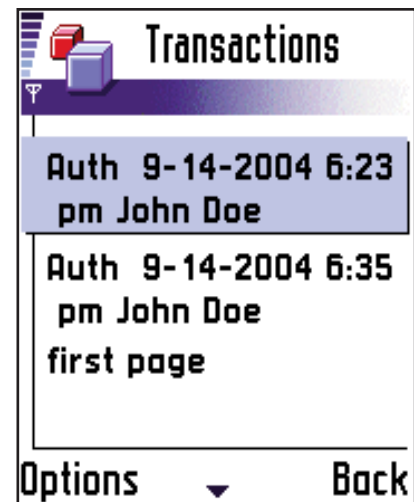 Transactions
Auth 9-14-2004 6:23
pm John Doe
Auth 9-14-2004 6:35
pm John Doe
first page
Options Back